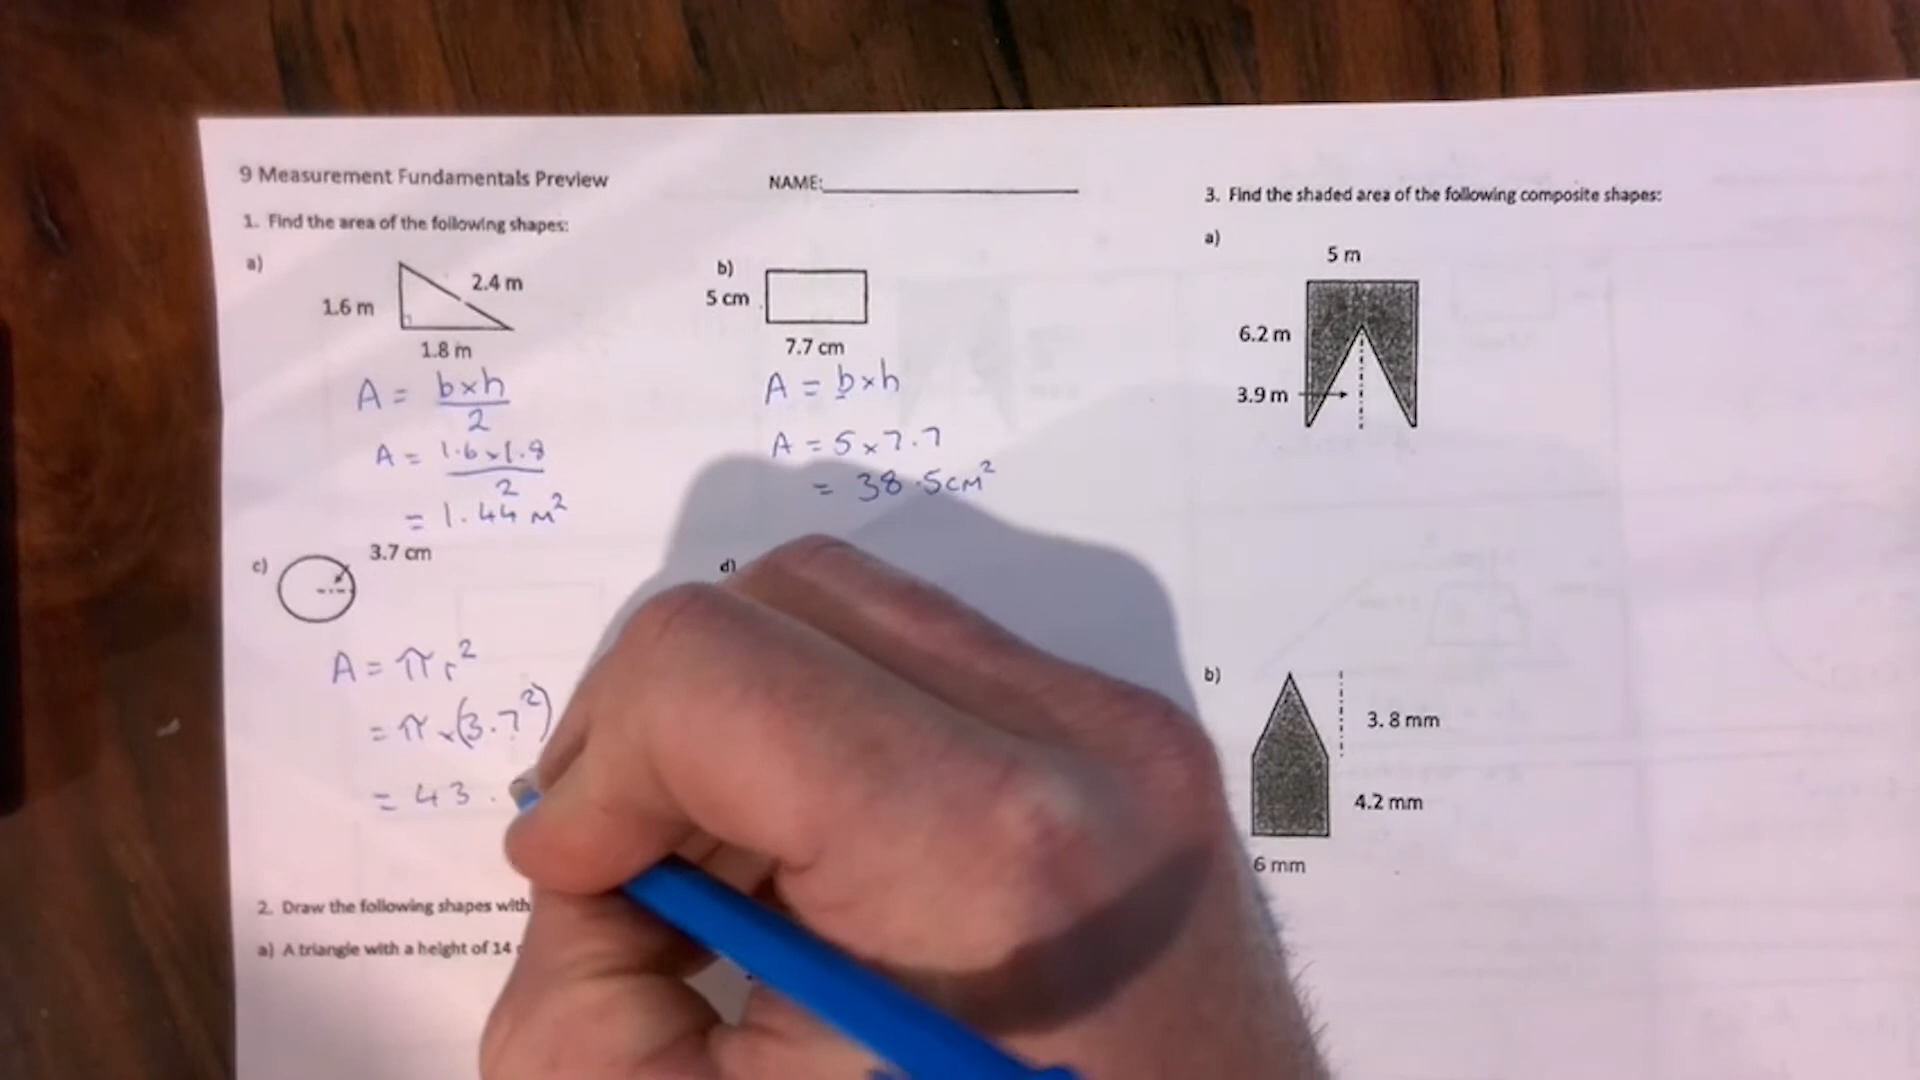 9 Measurement Fundamentals Preview
NAME:
1. Find the area of the following shapes:
a)
1.6 m
2.4 m
1.8 m
A = b×h
2
A = 1.6×1.8
2
= 1.44 m²
b)
5 cm
7.7 cm
A = b×h
A = 5×7.7
= 38.5cm²
c)
3.7 cm
A = πr²
= π×(3.7²)
= 43.
d)
2. Draw the following shapes with
a) A triangle with a height of 14
3. Find the shaded area of the following composite shapes:
a)
5 m
6.2 m
3.9 m
b)
3.8 mm
4.2 mm
6 mm